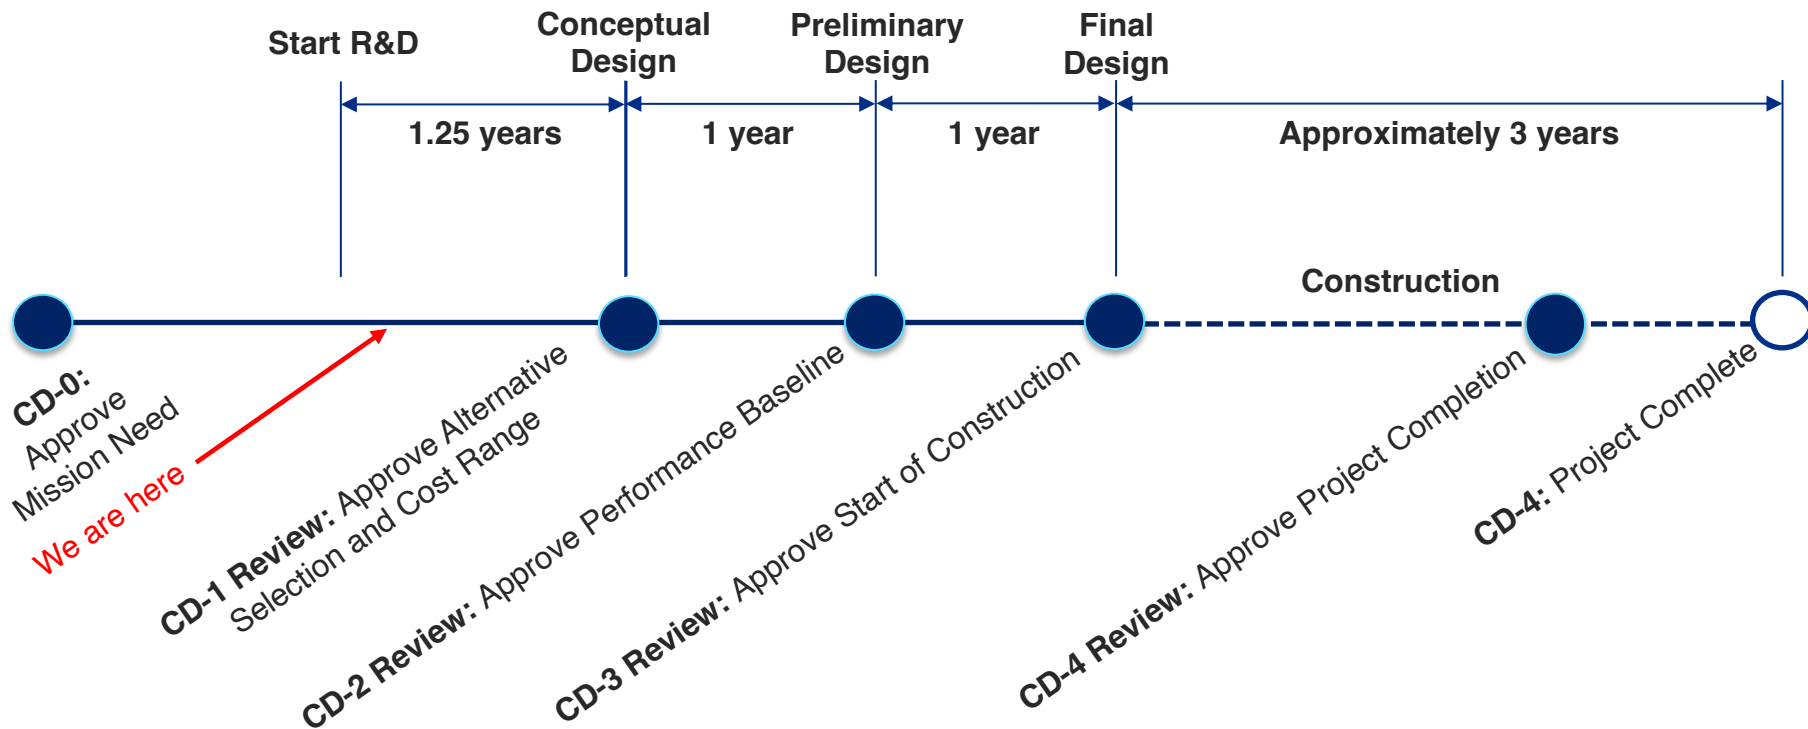 Start R&D
Conceptual
Design
Preliminary
Design
Final
Design
1.25 years
1 year
1 year
Approximately 3 years
Construction
CD-0:
Approve
Mission Need
We are here
CD-1 Review: Approve Alternative
Selection and Cost Range
CD-2 Review: Approve Performance Baseline
CD-3 Review: Approve Start of Construction
CD-4 Review: Approve Project Completion
CD-4: Project Complete